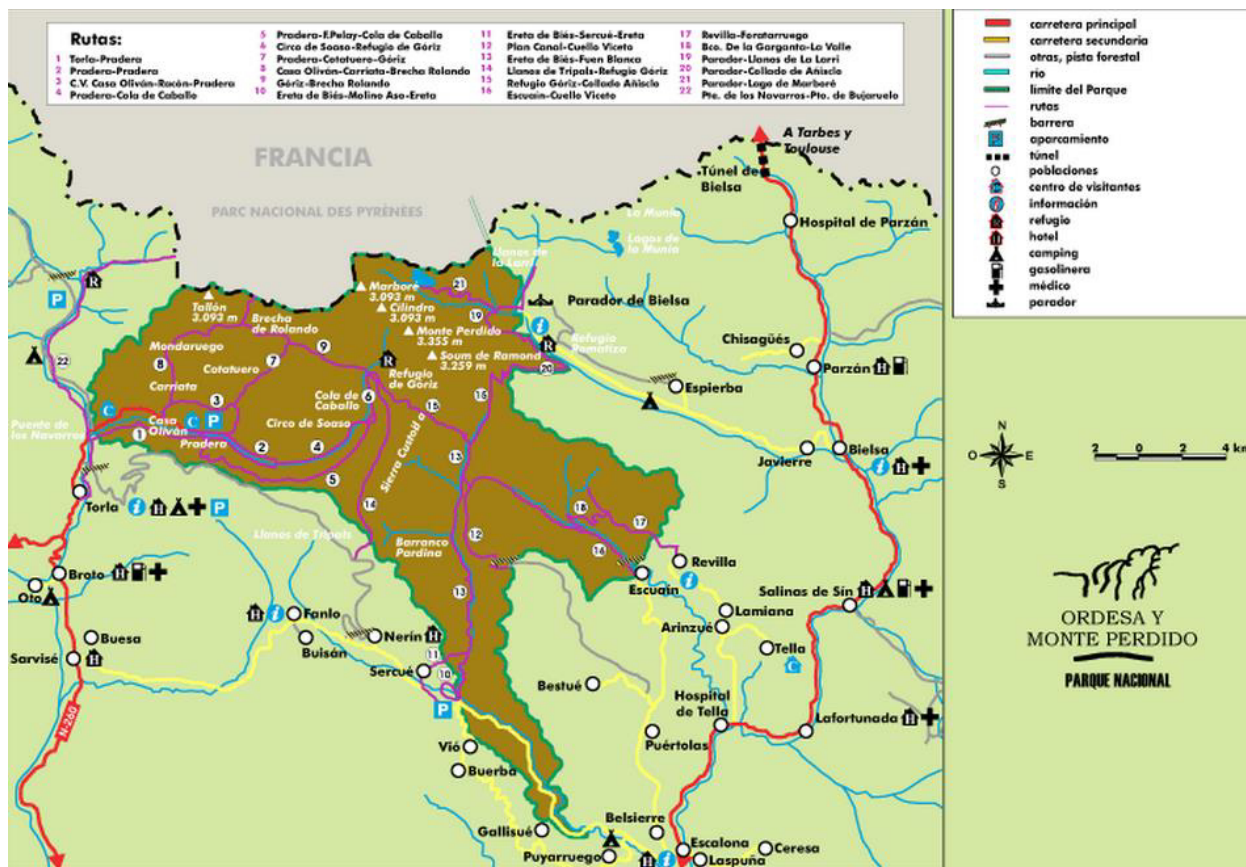 Rutas:
1 Torla-Pradera
2 Pradera-Pradera
3 C.V. Casa Oliván-Racón-Pradera
4 Pradera-Cola de Caballo
5 Pradera-F.Pelay-Cola de Caballo
6 Circo de Soaso-Refugio de Góriz
7 Pradera-Cotatuero-Góriz
8 Casa Oliván-Carriata-Brecha Rolando
9 Góriz-Brecha Rolando
10 Ereta de Biés-Molino Aso-Ereta
11 Ereta de Biés-Sercué-Ereta
12 Plan Canal-Cuello Viceto
13 Ereta de Biés-Fuen Blanca
14 Llanos de Tripals-Refugio Góriz
15 Refugio Góriz-Collado Añisclo
16 Escuain-Cuello Viceto
17 Revilla-Foratarruego
18 Bco. De la Garganta-La Valle
19 Parador-Llanos de La Larri
20 Parador-Collado de Añisclo
21 Parador-Lago de Marboré
22 Pte. de los Navarros-Pto. de Bujaruelo
carretera principal
carretera secundaria
otras, pista forestal
río
limite del Parque
rutas
barrera
P aparcamiento
túnel
poblaciones
centro de visitantes
i información
R refugio
H hotel
camping
gasolinera
médico
parador
FRANCIA
PARC NACIONAL DES PYRÈNÈES
A Tarbes y
Toulouse
Túnel de
Bielsa
Hospital de Parzán
La Munia
Lagos de
la Munia
Llanos de
la Larri
Parador de Bielsa
Refugio
Pematiza
Chisagüés
Parzán
Espierba
Javierre
Bielsa
Tallón
3.093 m
Marboré
3.093 m
Cilindro
3.093 m
Monte Perdido
3.355 m
Soum de Ramond
3.259 m
Brecha
de Rolando
Mondaruego
Cotatuero
Carriata
Refugio
de Góriz
Cola de
Caballo
Circo de Soaso
Casa
Oliván
Pradera
Puente de
los Navarros
Sierra Custodia
Torla
Llanos de Tripals
Barranco
Pardina
Broto
Oto
Buesa
Sarvisé
N-260
Fanlo
Buisán
Nerín
Sercué
Vió
Buerba
Gallisué
Puyarruego
Belsierre
Escalona
Laspuña
Ceresa
Bestué
Puértolas
Hospital
de Tella
Lafortunada
Tella
Arinzué
Lamiana
Revilla
Escuaín
Salinas de Sín
N
O E
S
2 0 2 4 km
ORDESA Y
MONTE PERDIDO
PARQUE NACIONAL